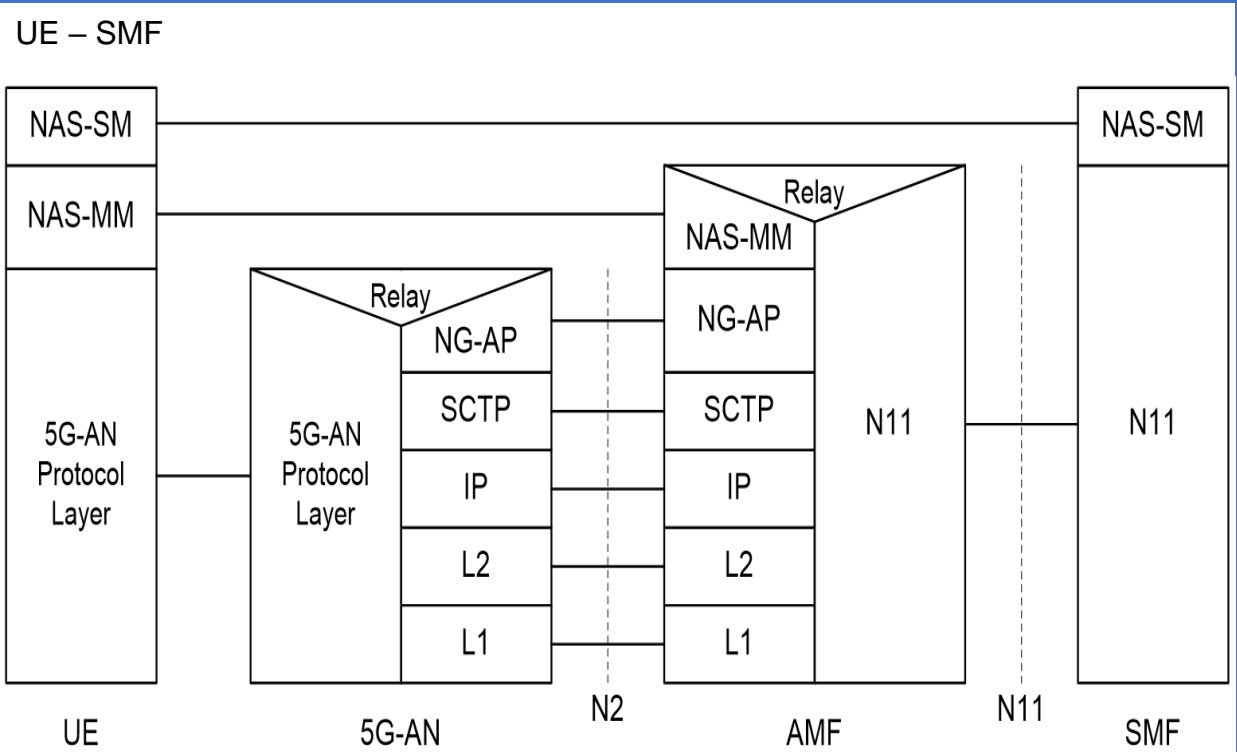 UE – SMF
NAS-SM
NAS-SM
NAS-MM
Relay
NAS-MM
Relay
NG-AP
NG-AP
SCTP
SCTP
N11
N11
5G-AN
Protocol
Layer
5G-AN
Protocol
Layer
IP
IP
L2
L2
L1
L1
N2
N11
UE
5G-AN
AMF
SMF